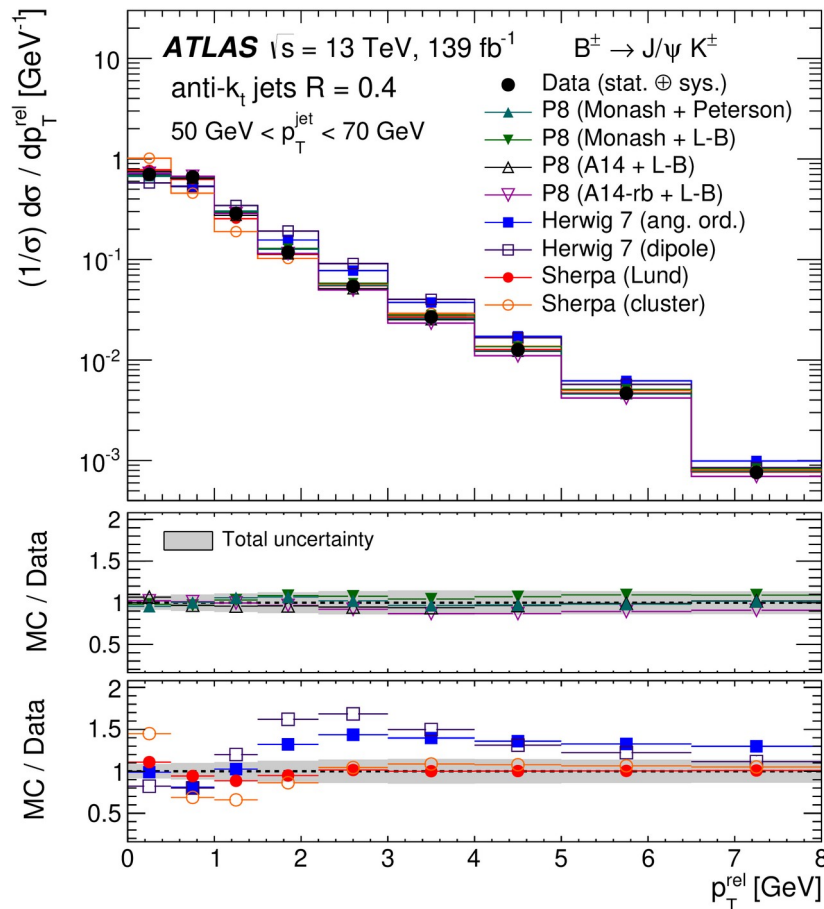 ATLAS √s = 13 TeV, 139 fb⁻¹ B± → J/ψ K±
anti-kₜ jets R = 0.4
50 GeV < p_T^jet < 70 GeV
Data (stat. ⊕ sys.)
P8 (Monash + Peterson)
P8 (Monash + L-B)
P8 (A14 + L-B)
P8 (A14-rb + L-B)
Herwig 7 (ang. ord.)
Herwig 7 (dipole)
Sherpa (Lund)
Sherpa (cluster)
(1/σ) dσ / dp_T^rel [GeV⁻¹]
10
1
10⁻¹
10⁻²
10⁻³
Total uncertainty
MC / Data
2
1.5
1
0.5
MC / Data
2
1.5
1
0.5
0 1 2 3 4 5 6 7 8
p_T^rel [GeV]